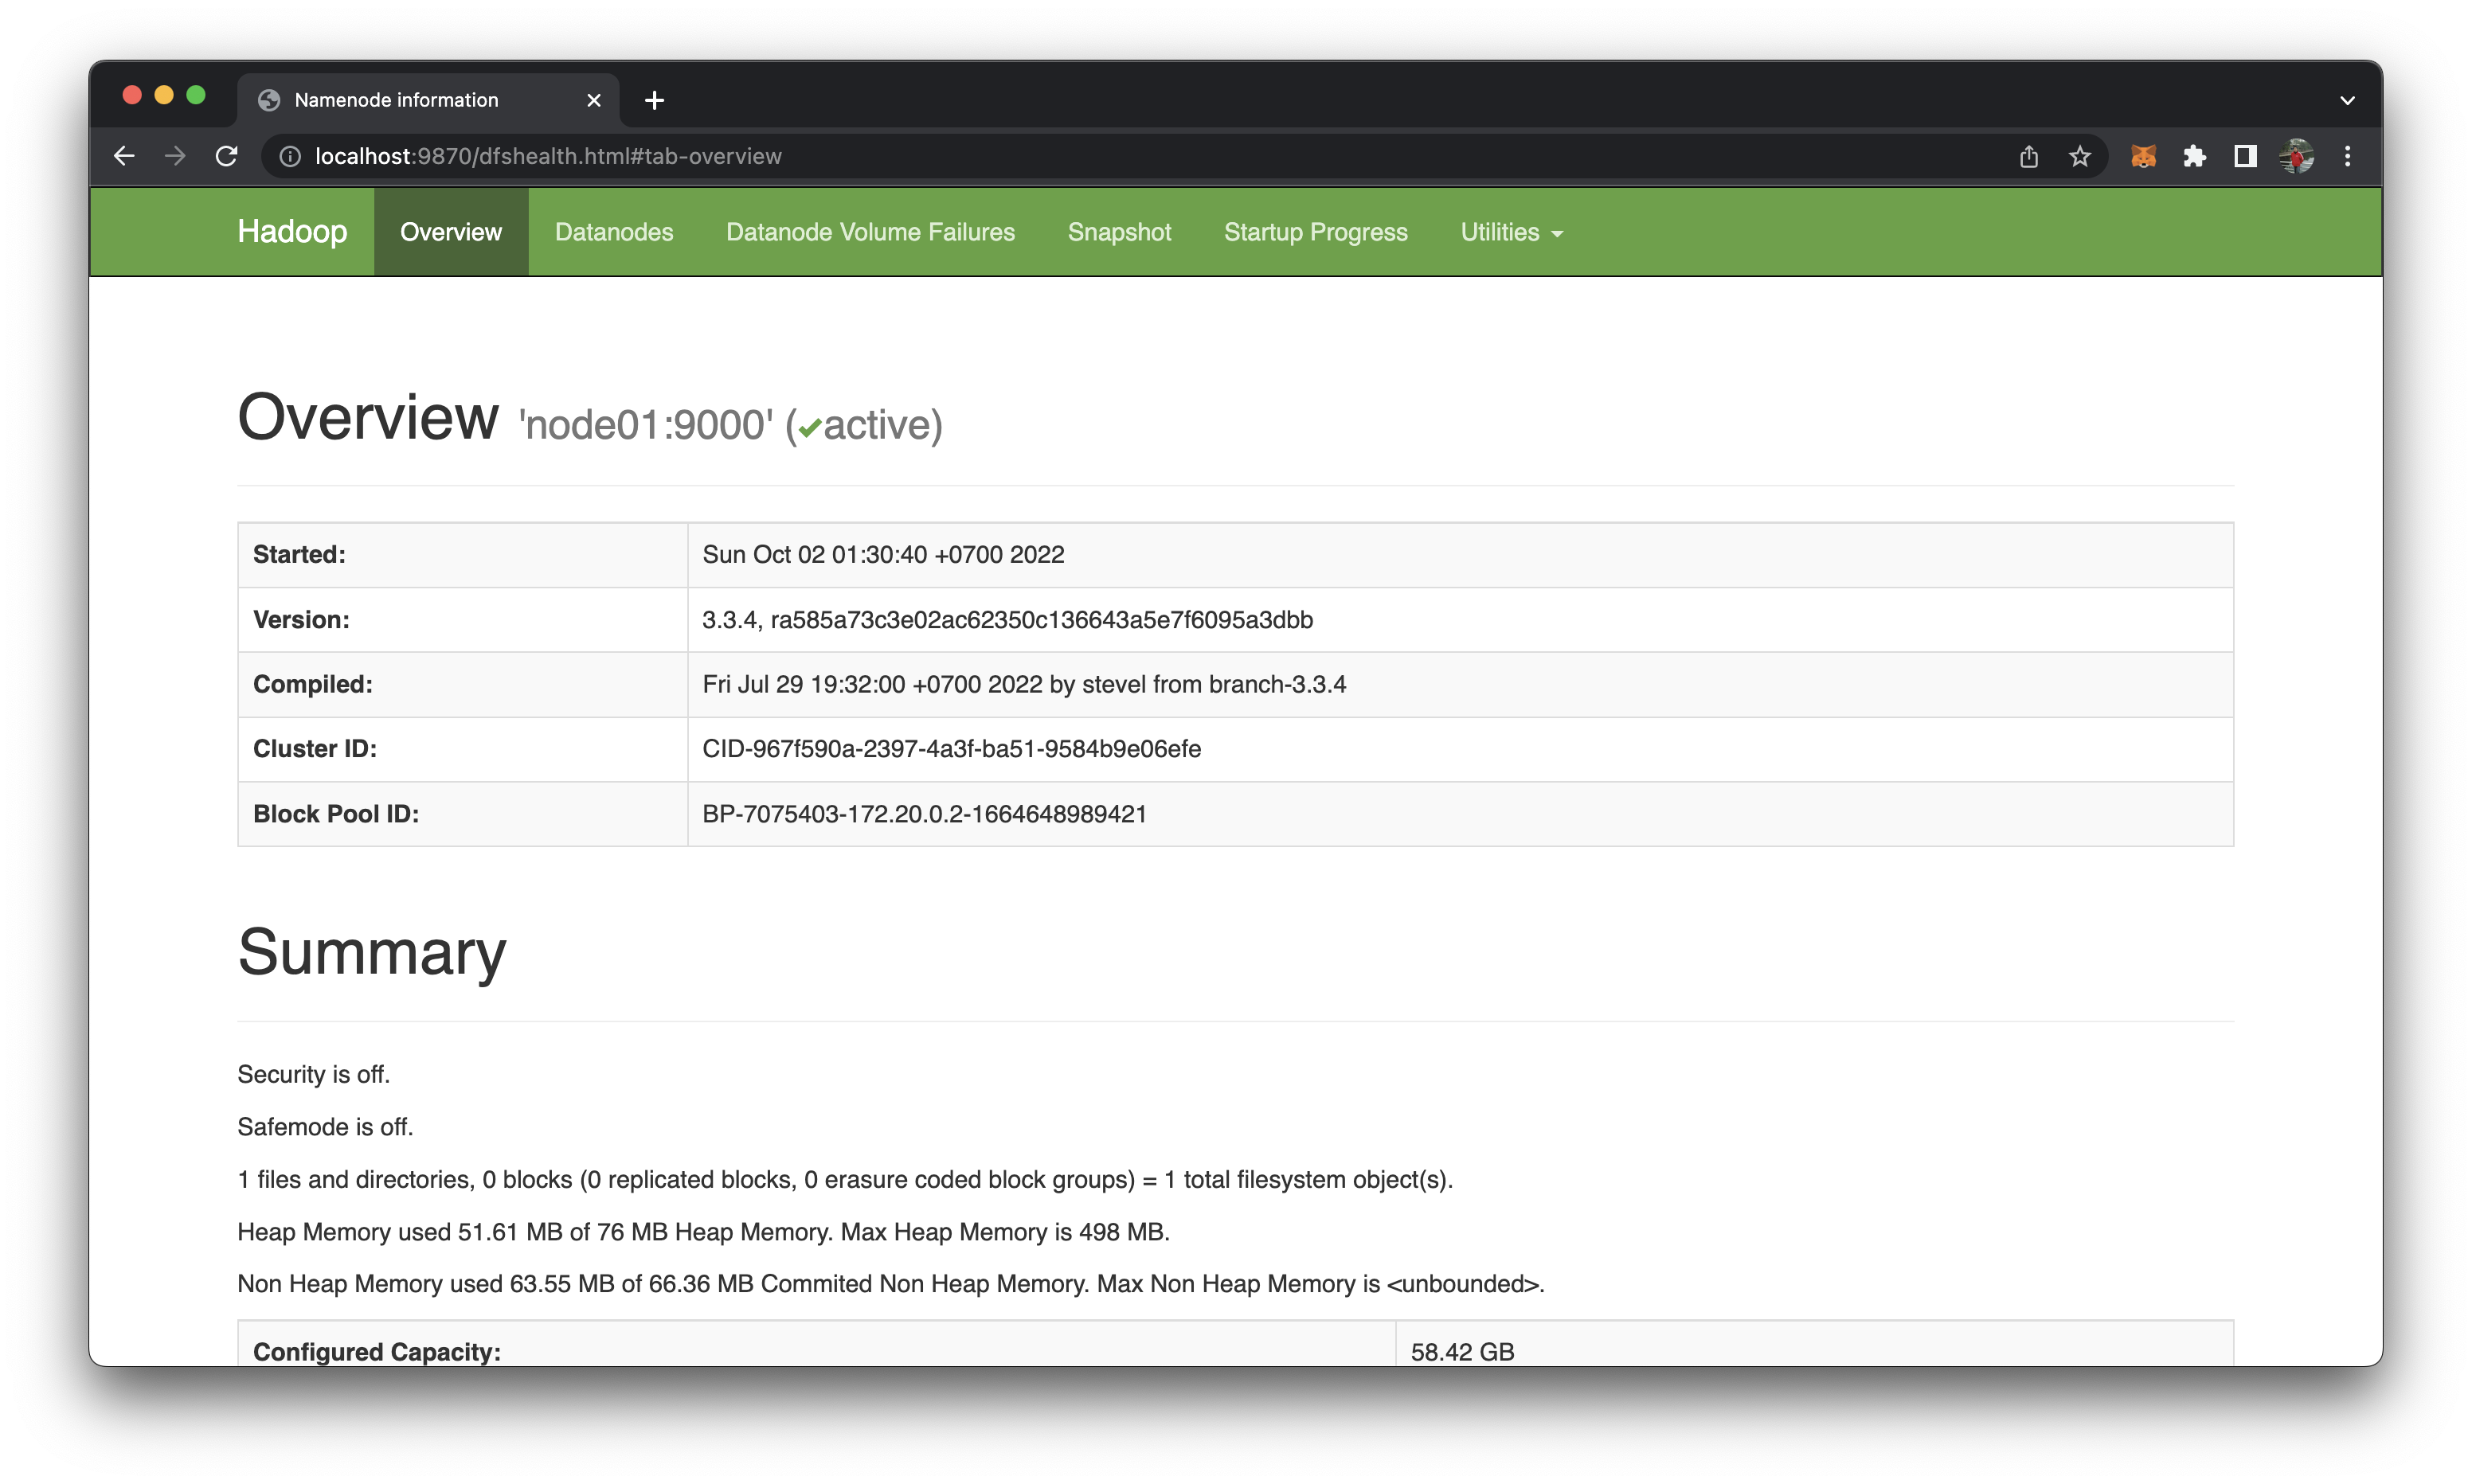 Namenode information
localhost:9870/dfshealth.html#tab-overview
Hadoop Overview Datanodes Datanode Volume Failures Snapshot Startup Progress Utilities
Overview 'node01:9000' (✔active)
Started: Sun Oct 02 01:30:40 +0700 2022
Version: 3.3.4, ra585a73c3e02ac62350c136643a5e7f6095a3dbb
Compiled: Fri Jul 29 19:32:00 +0700 2022 by stevel from branch-3.3.4
Cluster ID: CID-967f590a-2397-4a3f-ba51-9584b9e06efe
Block Pool ID: BP-7075403-172.20.0.2-1664648989421
Summary
Security is off.
Safemode is off.
1 files and directories, 0 blocks (0 replicated blocks, 0 erasure coded block groups) = 1 total filesystem object(s).
Heap Memory used 51.61 MB of 76 MB Heap Memory. Max Heap Memory is 498 MB.
Non Heap Memory used 63.55 MB of 66.36 MB Commited Non Heap Memory. Max Non Heap Memory is <unbounded>.
Configured Capacity: 58.42 GB